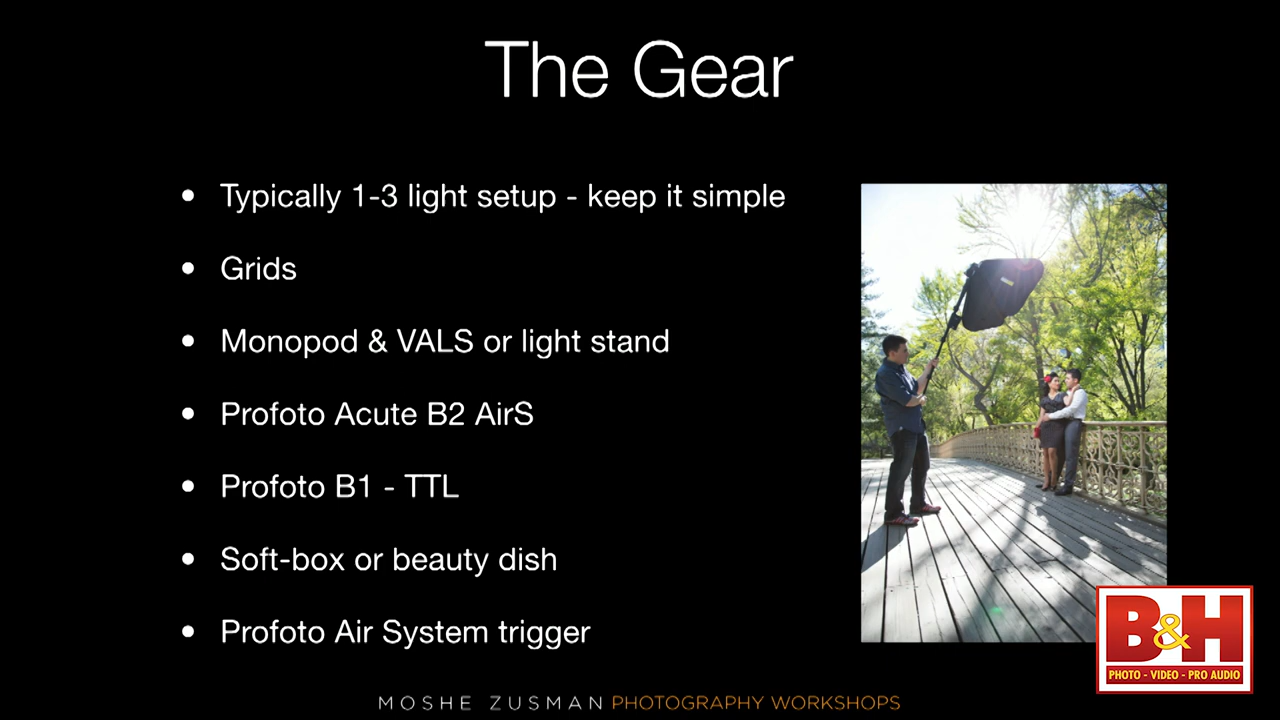 The Gear
• Typically 1-3 light setup - keep it simple
• Grids
• Monopod & VALS or light stand
• Profoto Acute B2 AirS
• Profoto B1 - TTL
• Soft-box or beauty dish
• Profoto Air System trigger
B&H
PHOTO - VIDEO - PRO AUDIO
MOSHE ZUSMAN PHOTOGRAPHY WORKSHOPS